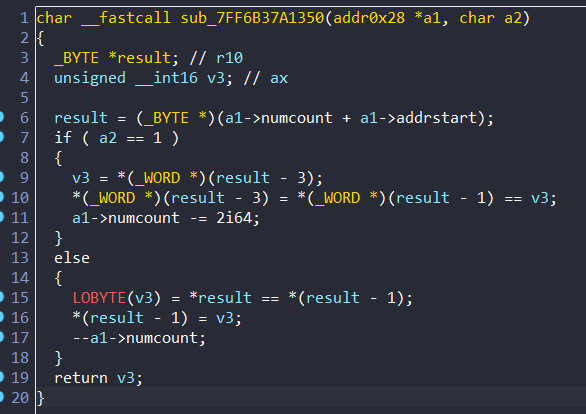 1 char __fastcall sub_7FF6B37A1350(addr0x28 *a1, char a2)
2 {
3 _BYTE *result; // r10
4 unsigned __int16 v3; // ax
5
6 result = (_BYTE *)(a1->numcount + a1->addrstart);
7 if ( a2 == 1 )
8 {
9 v3 = *(_WORD *)(result - 3);
10 *(_WORD *)(result - 3) = *(_WORD *)(result - 1) == v3;
11 a1->numcount -= 2i64;
12 }
13 else
14 {
15 LOBYTE(v3) = *result == *(result - 1);
16 *(result - 1) = v3;
17 --a1->numcount;
18 }
19 return v3;
20 }